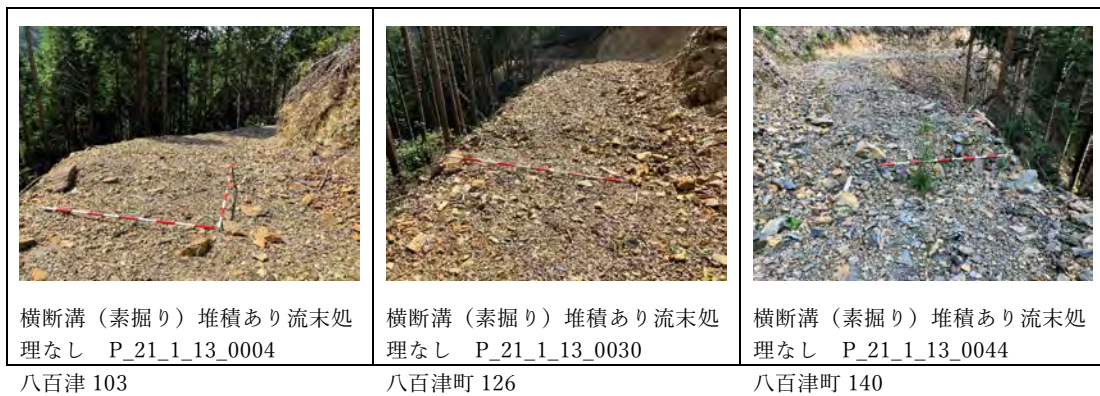 横断溝（素掘り）堆積あり流末処
理なし　P_21_1_13_0004
八百津 103
横断溝（素掘り）堆積あり流末処
理なし　P_21_1_13_0030
八百津町 126
横断溝（素掘り）堆積あり流末処
理なし　P_21_1_13_0044
八百津町 140